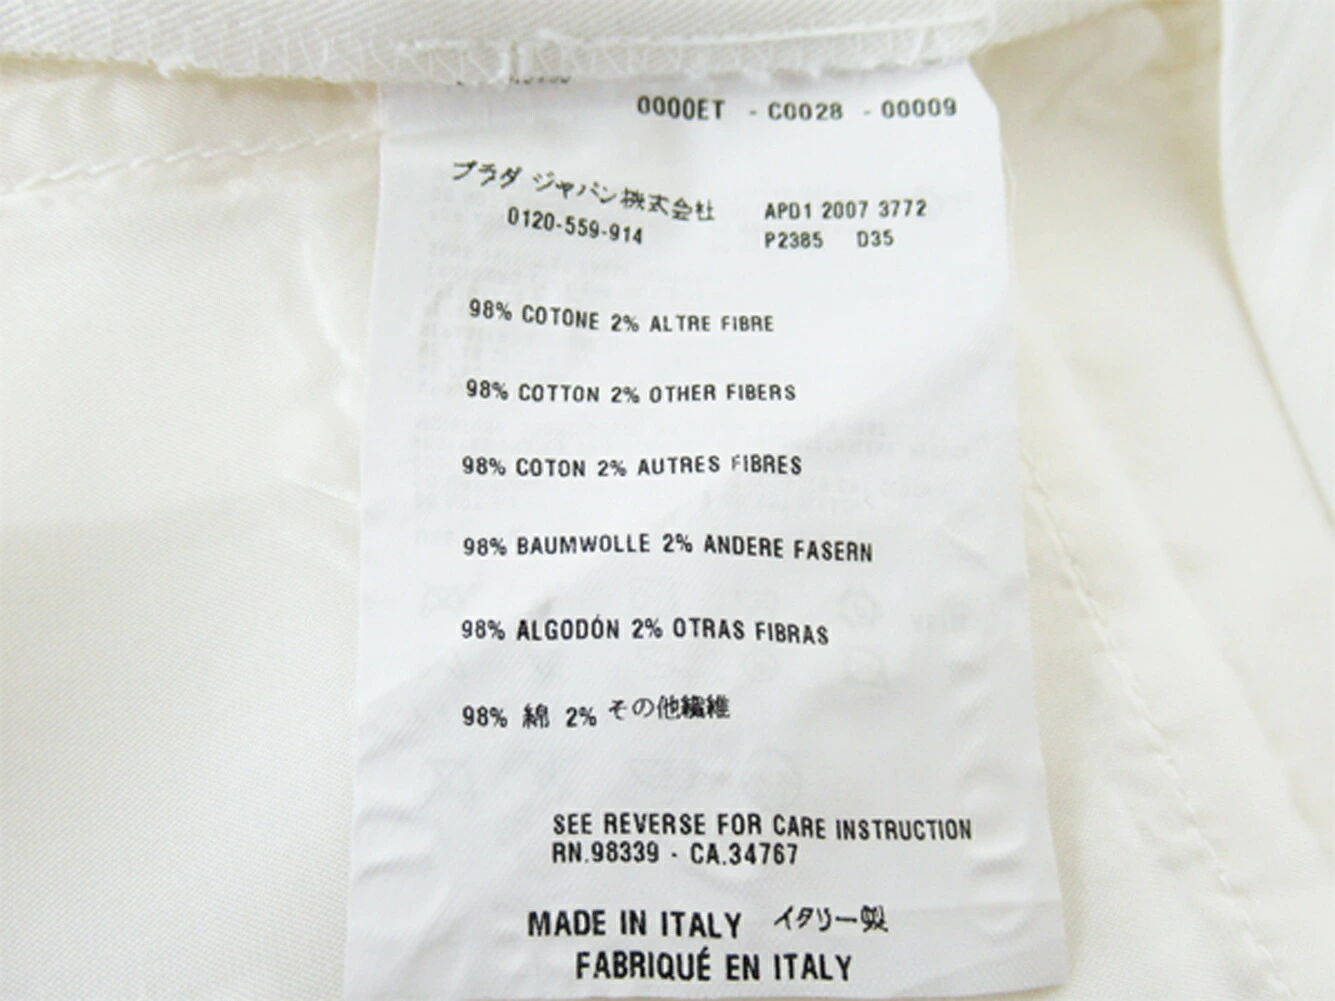 0000ET - C0028 - 00009
プラダ ジャパン株式会社
0120-559-914
APD1 2007 3772
P2385 D35
98% COTONE 2% ALTRE FIBRE
98% COTTON 2% OTHER FIBERS
98% COTON 2% AUTRES FIBRES
98% BAUMWOLLE 2% ANDERE FASERN
98% ALGODÓN 2% OTRAS FIBRAS
98% 綿 2% その他繊維
SEE REVERSE FOR CARE INSTRUCTION
RN.98339 - CA.34767
MADE IN ITALY イタリー製
FABRIQUÉ EN ITALY